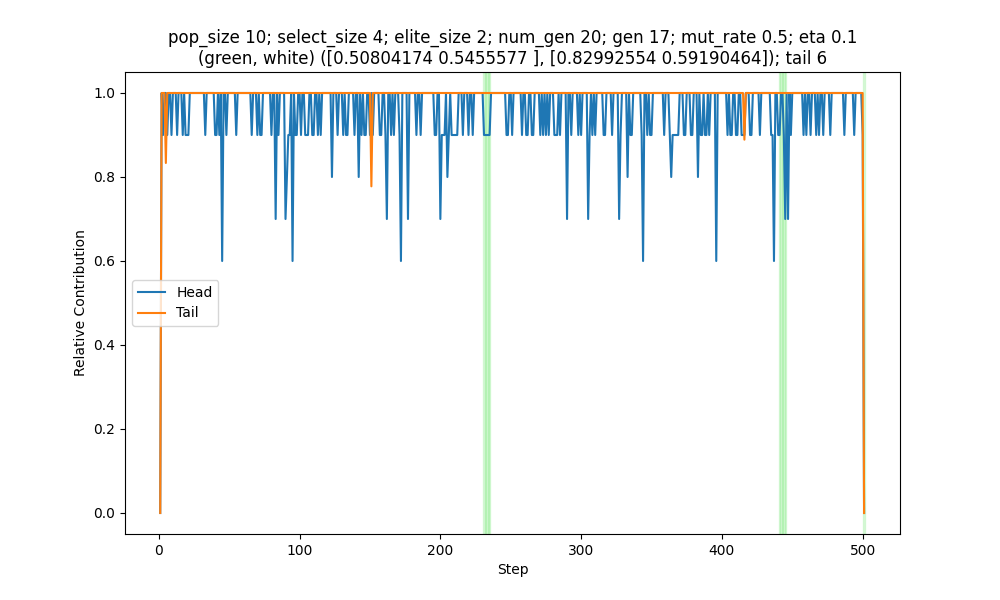 pop_size 10; select_size 4; elite_size 2; num_gen 20; gen 17; mut_rate 0.5; eta 0.1
(green, white) ([0.50804174 0.5455577 ], [0.82992554 0.59190464]); tail 6
1.0
0.8
0.6
0.4
0.2
0.0
Relative Contribution
Head
Tail
0
100
200
300
400
500
Step